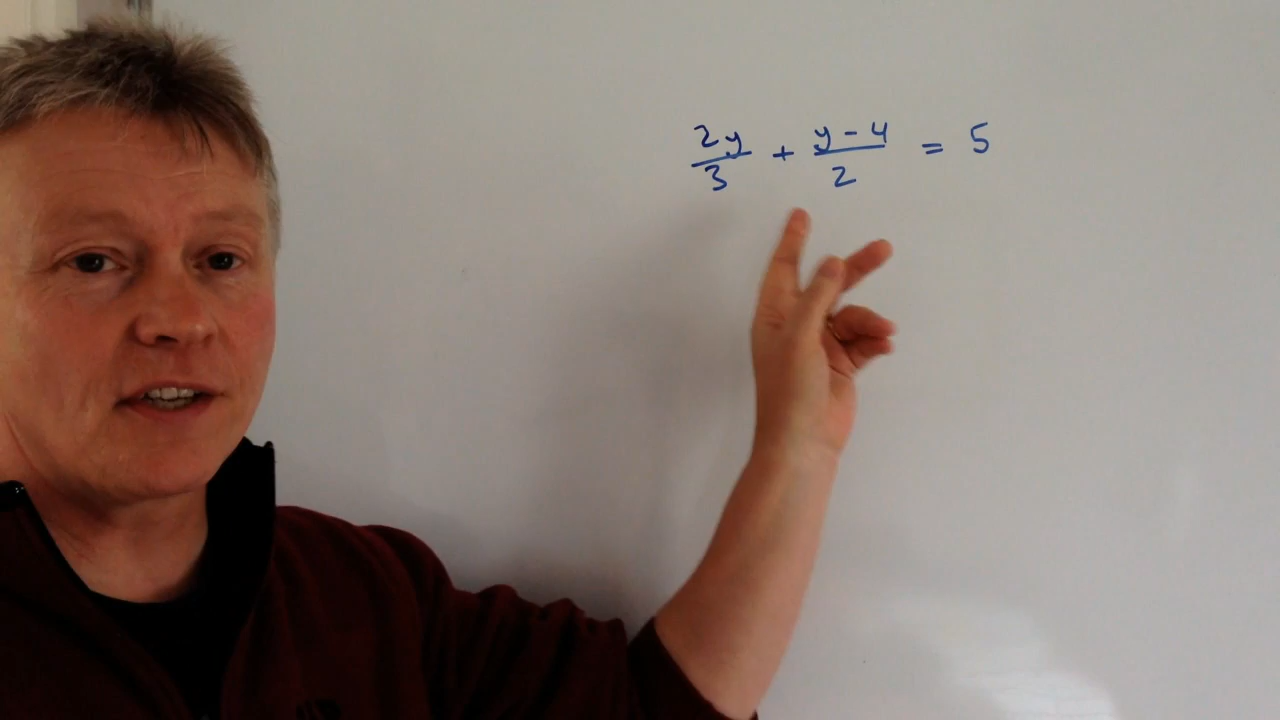 2y/3 + y-4/2 = 5